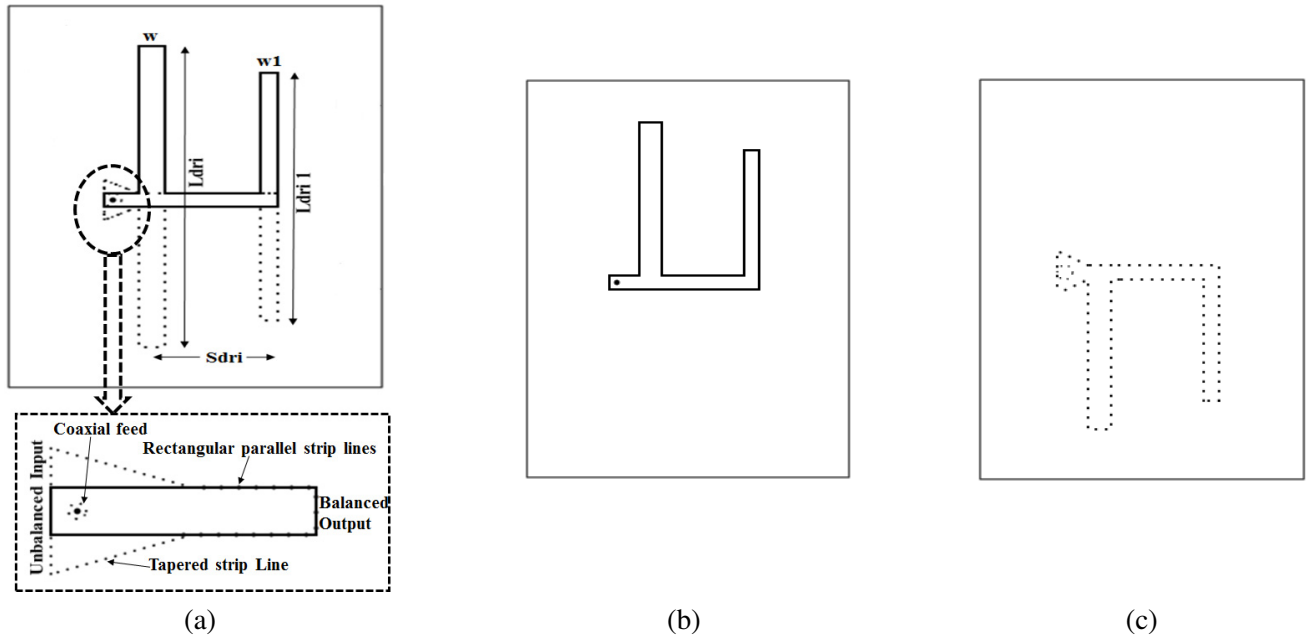 w
w1
Ldri
Ldri 1
Sdri
Coaxial feed
Rectangular parallel strip lines
Unbalanced Input
Balanced
Output
Tapered strip Line
(a)
(b)
(c)